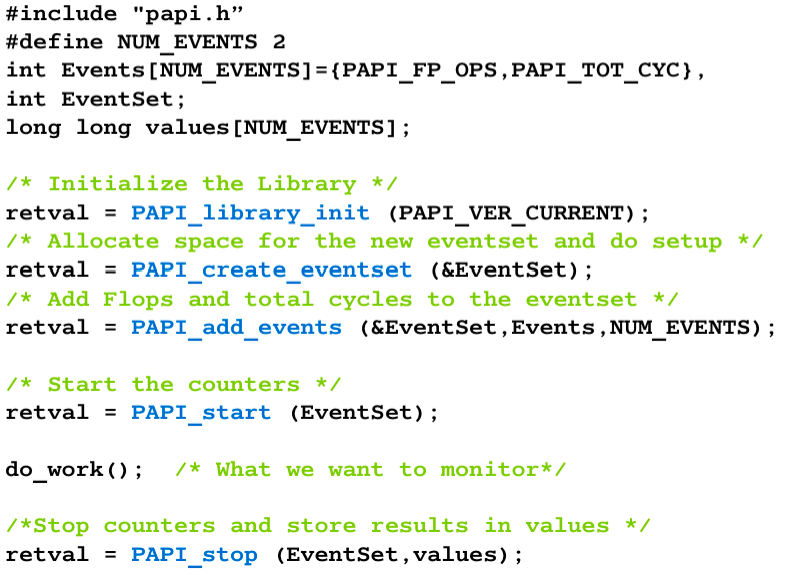 #include "papi.h”
#define NUM_EVENTS 2
int Events[NUM_EVENTS]={PAPI_FP_OPS,PAPI_TOT_CYC},
int EventSet;
long long values[NUM_EVENTS];
/* Initialize the Library */
retval = PAPI_library_init (PAPI_VER_CURRENT);
/* Allocate space for the new eventset and do setup */
retval = PAPI_create_eventset (&EventSet);
/* Add Flops and total cycles to the eventset */
retval = PAPI_add_events (&EventSet,Events,NUM_EVENTS);
/* Start the counters */
retval = PAPI_start (EventSet);
do_work(); /* What we want to monitor*/
/*Stop counters and store results in values */
retval = PAPI_stop (EventSet,values);